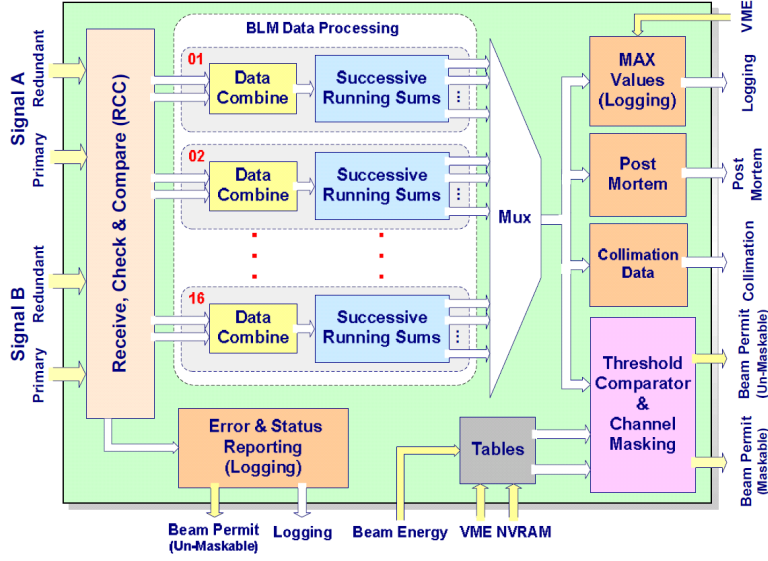 BLM Data Processing
VME
Signal A
Redundant
Primary
Signal B
Redundant
Primary
Receive, Check & Compare (RCC)
01
Data
Combine
Successive
Running Sums
02
Data
Combine
Successive
Running Sums
16
Data
Combine
Successive
Running Sums
Mux
MAX
Values
(Logging)
Logging
Post
Mortem
Post
Mortem
Collimation
Data
Collimation
Threshold
Comparator
&
Channel
Masking
Beam Permit
(Un-Maskable)
Beam Permit
(Maskable)
Error & Status
Reporting
(Logging)
Tables
Beam Permit
(Un-Maskable)
Logging
Beam Energy
VME NVRAM